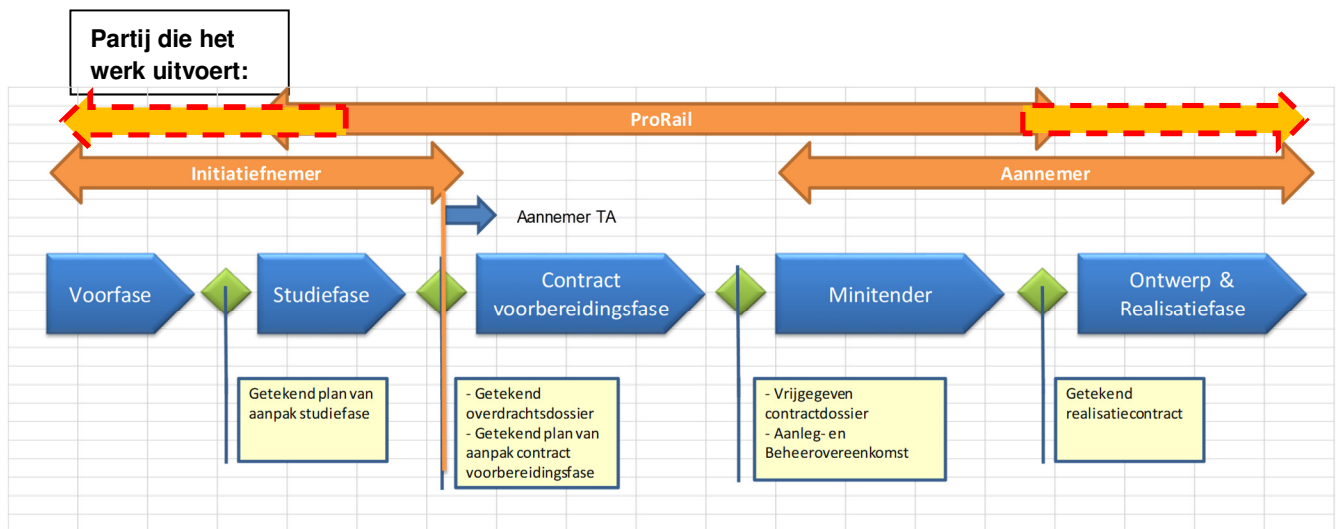 Partij die het
werk uitvoert:
ProRail
Initiatiefnemer
Aannemer
Aannemer TA
Voorfase
Studiefase
Contract
voorbereidingsfase
Minitender
Ontwerp &
Realisatiefase
Getekend plan van
aanpak studiefase
- Getekend
overdrachtsdossier
- Getekend plan van
aanpak contract
voorbereidingsfase
- Vrijgegeven
contractdossier
- Aanleg- en
Beheerovereenkomst
Getekend
realisatiecontract